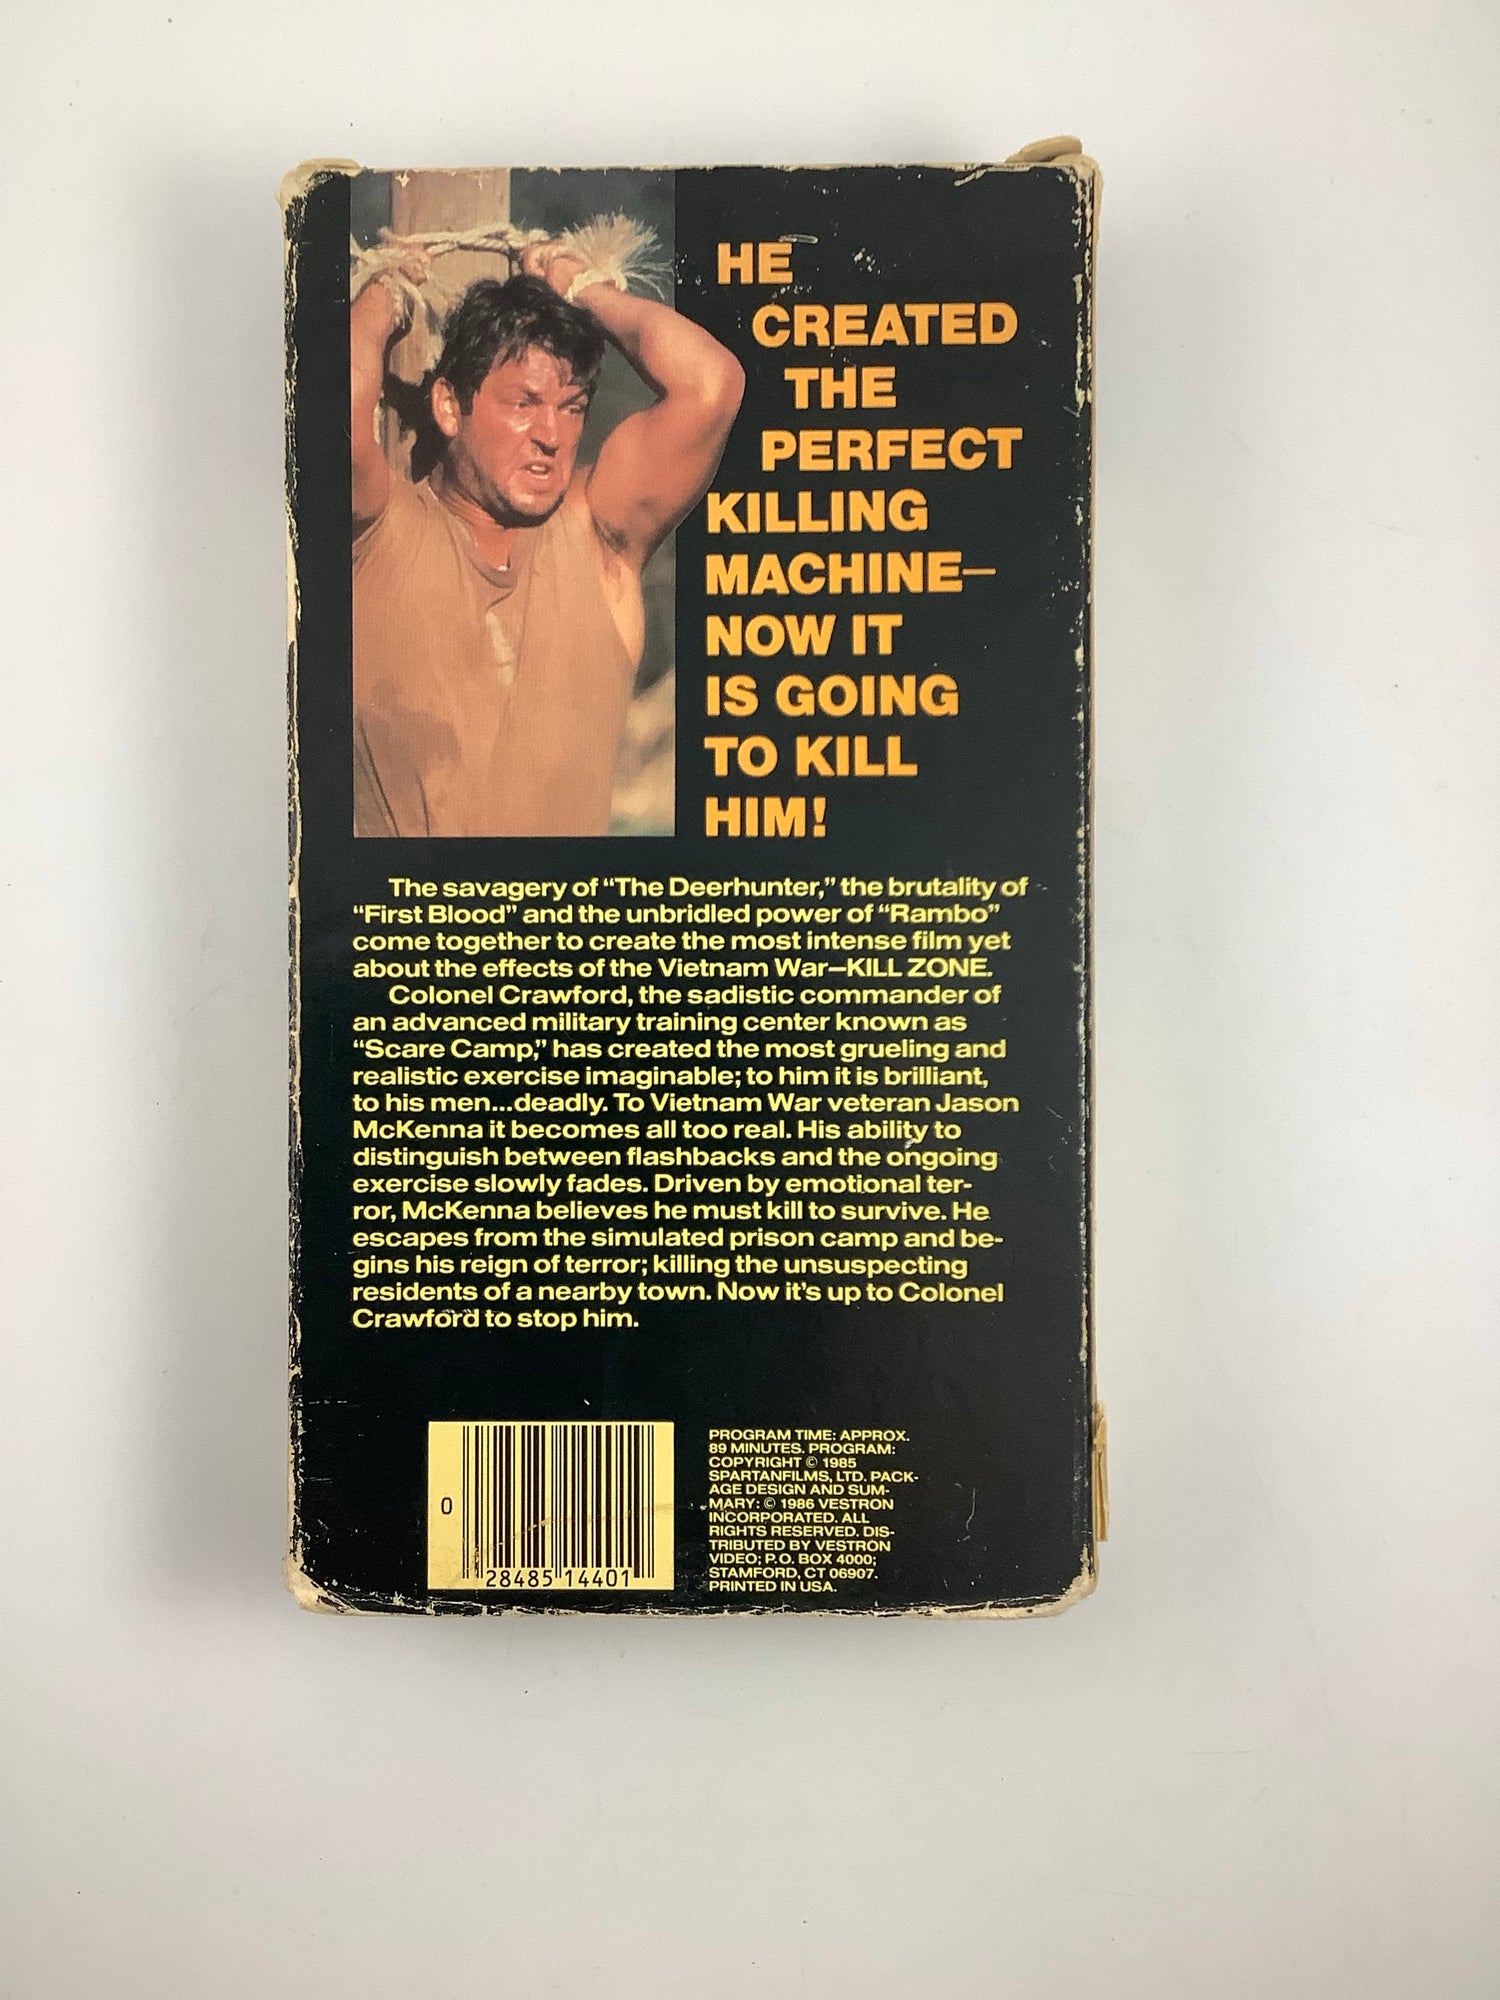 HE
CREATED
THE
PERFECT
KILLING
MACHINE—
NOW IT
IS GOING
TO KILL
HIM!
The savagery of “The Deerhunter,” the brutality of
“First Blood” and the unbridled power of “Rambo”
come together to create the most intense film yet
about the effects of the Vietnam War—KILL ZONE.
Colonel Crawford, the sadistic commander of
an advanced military training center known as
“Scare Camp,” has created the most grueling and
realistic exercise imaginable; to him it is brilliant,
to his men...deadly. To Vietnam War veteran Jason
McKenna it becomes all too real. His ability to
distinguish between flashbacks and the ongoing
exercise slowly fades. Driven by emotional ter-
ror, McKenna believes he must kill to survive. He
escapes from the simulated prison camp and be-
gins his reign of terror; killing the unsuspecting
residents of a nearby town. Now it's up to Colonel
Crawford to stop him.
0 28485 14401
PROGRAM TIME: APPROX.
89 MINUTES. PROGRAM:
COPYRIGHT © 1985
SPARTANFILMS, LTD. PACK-
AGE DESIGN AND SUM-
MARY: © 1986 VESTRON
INCORPORATED. ALL
RIGHTS RESERVED. DIS-
TRIBUTED BY VESTRON
VIDEO; P.O. BOX 4000;
STAMFORD, CT 06907.
PRINTED IN USA.